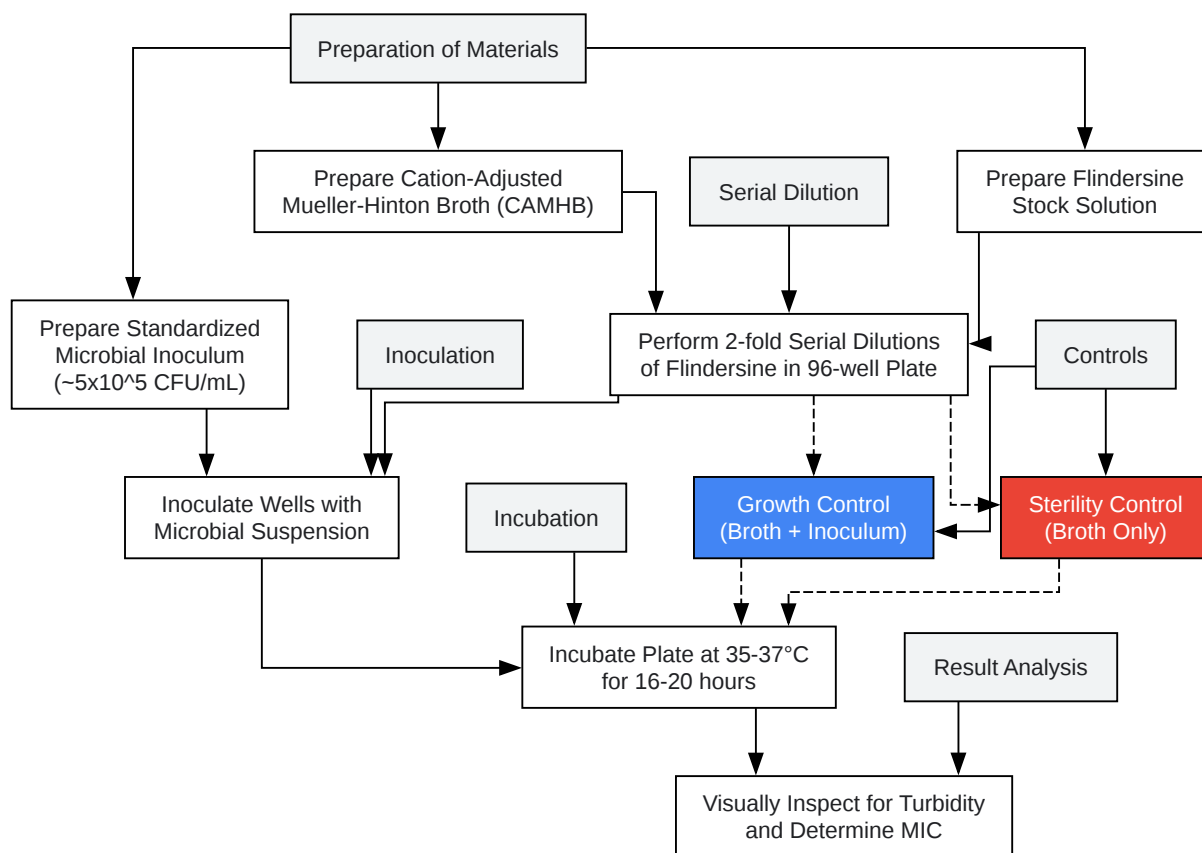 Preparation of Materials
Prepare Cation-Adjusted
Mueller-Hinton Broth (CAMHB)
Serial Dilution
Prepare Flindersine
Stock Solution
Prepare Standardized
Microbial Inoculum
(~5x10^5 CFU/mL)
Inoculation
Perform 2-fold Serial Dilutions
of Flindersine in 96-well Plate
Controls
Inoculate Wells with
Microbial Suspension
Incubation
Growth Control
(Broth + Inoculum)
Sterility Control
(Broth Only)
Incubate Plate at 35-37°C
for 16-20 hours
Result Analysis
Visually Inspect for Turbidity
and Determine MIC